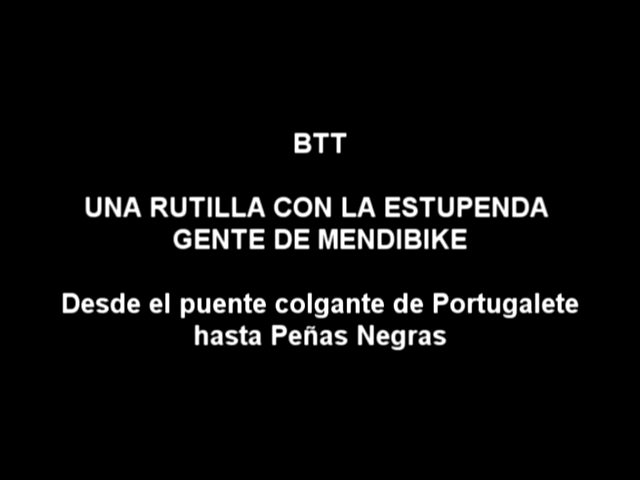 BTT
UNA RUTILLA CON LA ESTUPENDA
GENTE DE MENDIBIKE
Desde el puente colgante de Portugalete
hasta Peñas Negras